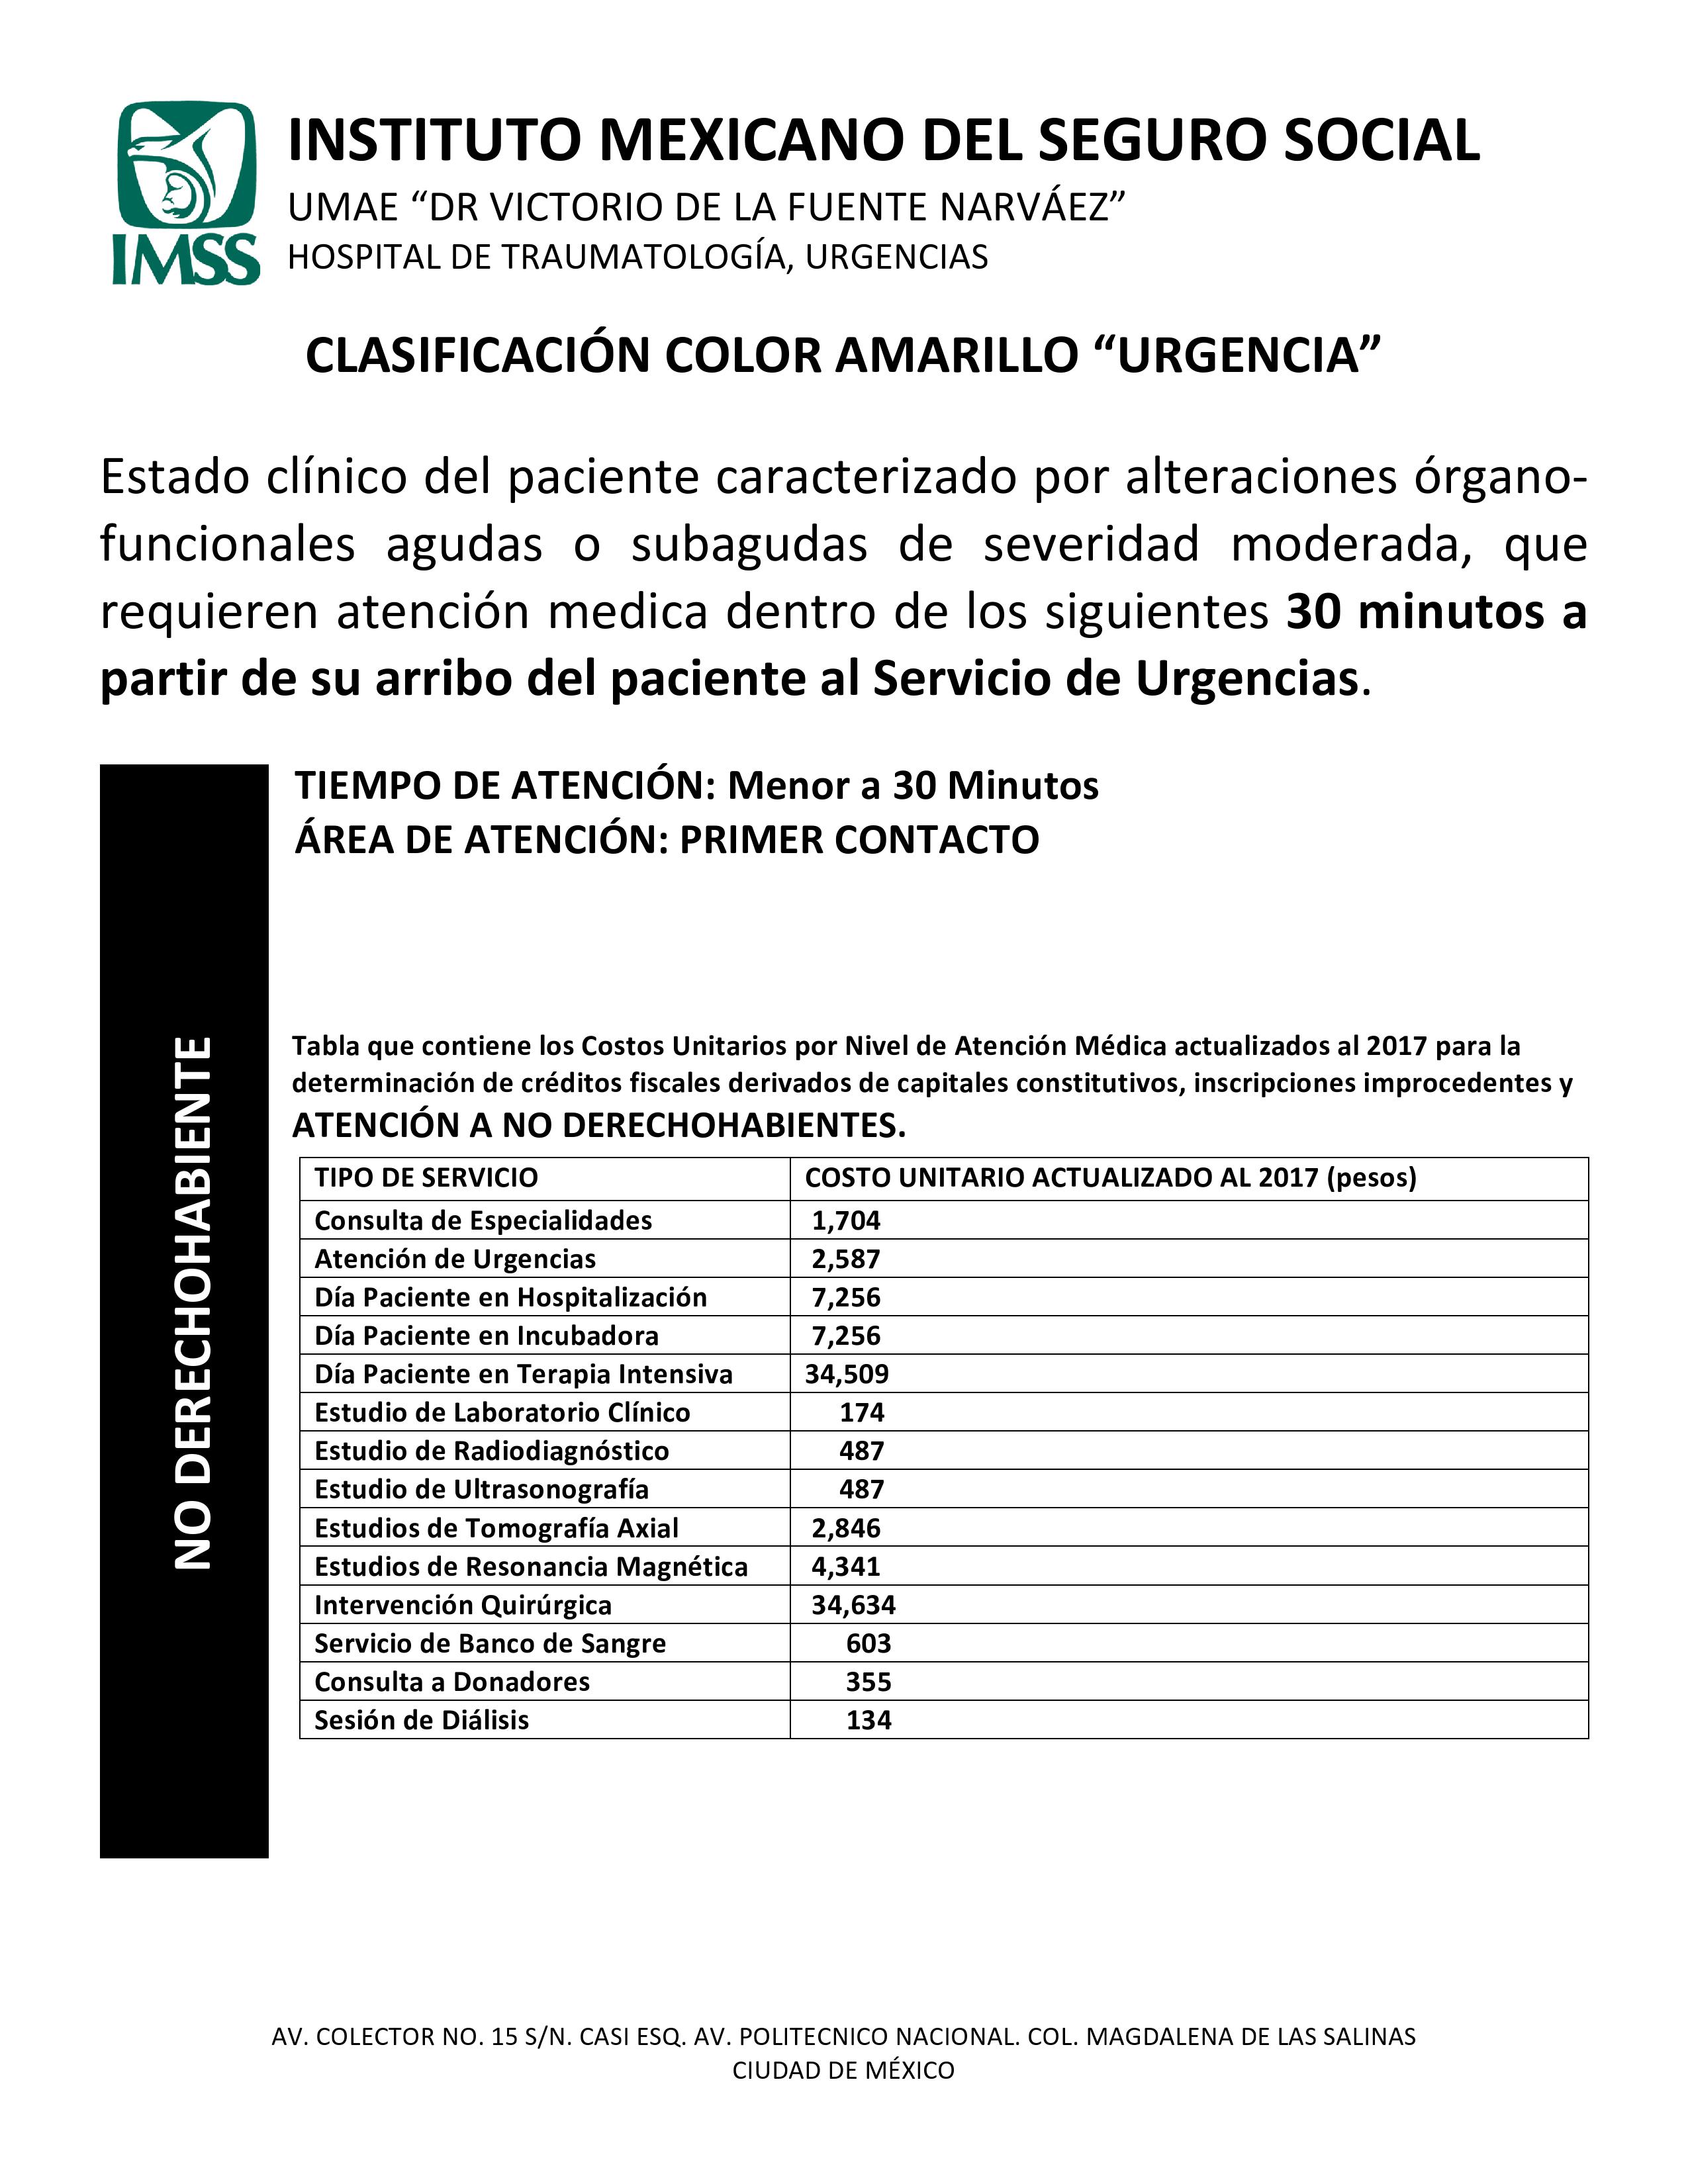 IMSS
INSTITUTO MEXICANO DEL SEGURO SOCIAL
UMAE “DR VICTORIO DE LA FUENTE NARVÁEZ”
HOSPITAL DE TRAUMATOLOGÍA, URGENCIAS
CLASIFICACIÓN COLOR AMARILLO “URGENCIA”
Estado clínico del paciente caracterizado por alteraciones órgano-
funcionales agudas o subagudas de severidad moderada, que
requieren atención medica dentro de los siguientes 30 minutos a
partir de su arribo del paciente al Servicio de Urgencias.
NO DERECHOHABIENTE
TIEMPO DE ATENCIÓN: Menor a 30 Minutos
ÁREA DE ATENCIÓN: PRIMER CONTACTO
Tabla que contiene los Costos Unitarios por Nivel de Atención Médica actualizados al 2017 para la
determinación de créditos fiscales derivados de capitales constitutivos, inscripciones improcedentes y
ATENCIÓN A NO DERECHOHABIENTES.
TIPO DE SERVICIO COSTO UNITARIO ACTUALIZADO AL 2017 (pesos)
Consulta de Especialidades 1,704
Atención de Urgencias 2,587
Día Paciente en Hospitalización 7,256
Día Paciente en Incubadora 7,256
Día Paciente en Terapia Intensiva 34,509
Estudio de Laboratorio Clínico 174
Estudio de Radiodiagnóstico 487
Estudio de Ultrasonografía 487
Estudios de Tomografía Axial 2,846
Estudios de Resonancia Magnética 4,341
Intervención Quirúrgica 34,634
Servicio de Banco de Sangre 603
Consulta a Donadores 355
Sesión de Diálisis 134
AV. COLECTOR NO. 15 S/N. CASI ESQ. AV. POLITECNICO NACIONAL. COL. MAGDALENA DE LAS SALINAS
CIUDAD DE MÉXICO